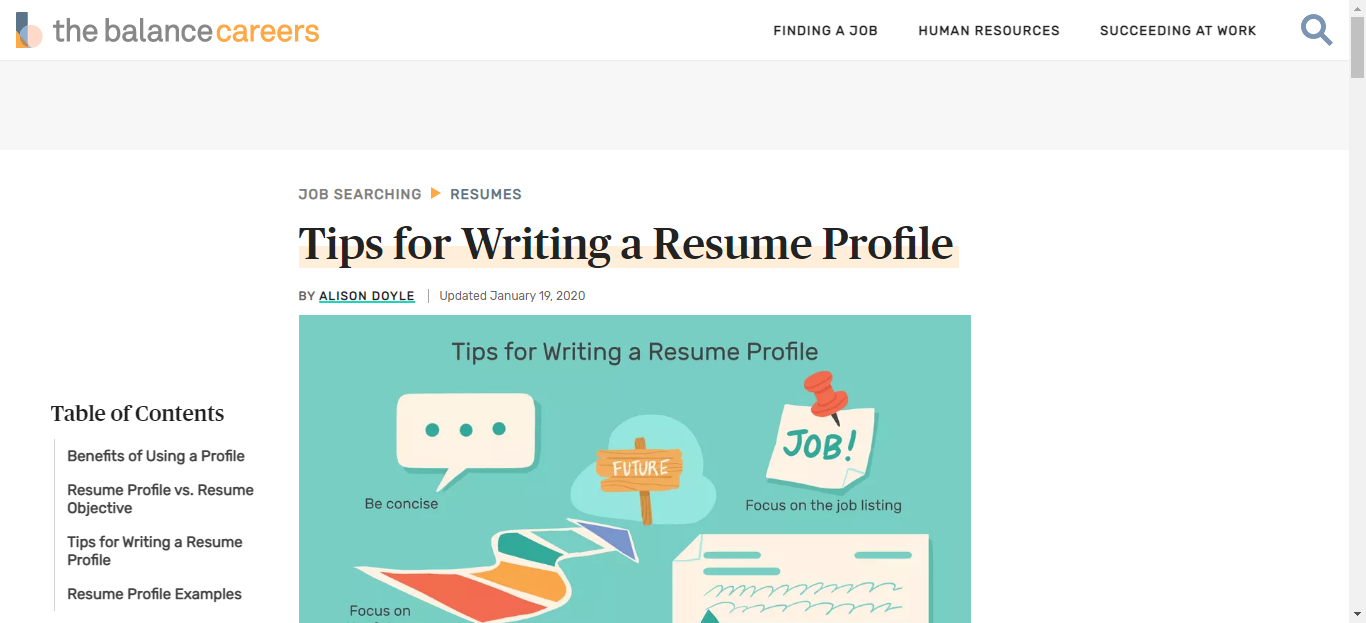 the balance careers
FINDING A JOB
HUMAN RESOURCES
SUCCEEDING AT WORK
JOB SEARCHING
RESUMES
Tips for Writing a Resume Profile
BY ALISON DOYLE
Updated January 19, 2020
Table of Contents
Benefits of Using a Profile
Resume Profile vs. Resume
Objective
Tips for Writing a Resume
Profile
Resume Profile Examples
Tips for Writing a Resume Profile
Be concise
FUTURE
JOB!
Focus on the job listing
Focus on